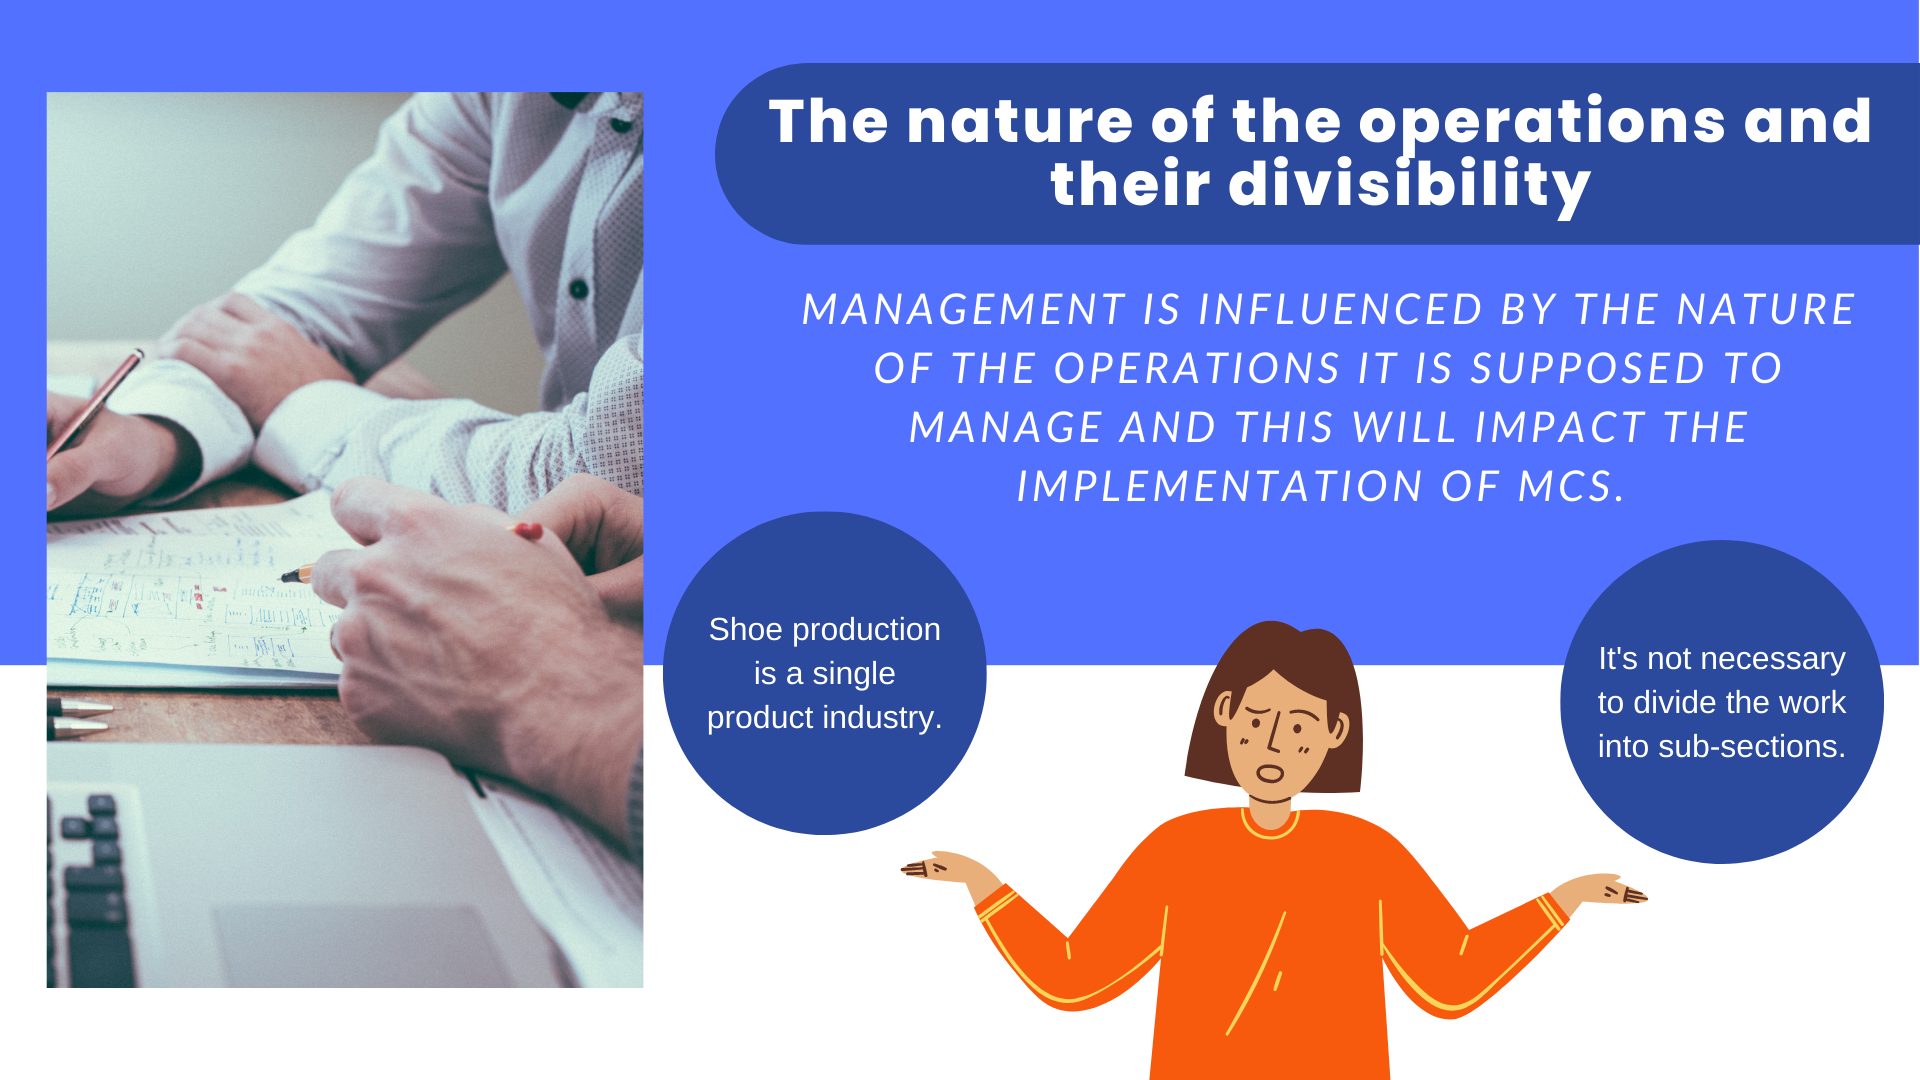 The nature of the operations and
their divisibility
MANAGEMENT IS INFLUENCED BY THE NATURE
OF THE OPERATIONS IT IS SUPPOSED TO
MANAGE AND THIS WILL IMPACT THE
IMPLEMENTATION OF MCS.
Shoe production
is a single
product industry.
It's not necessary
to divide the work
into sub-sections.